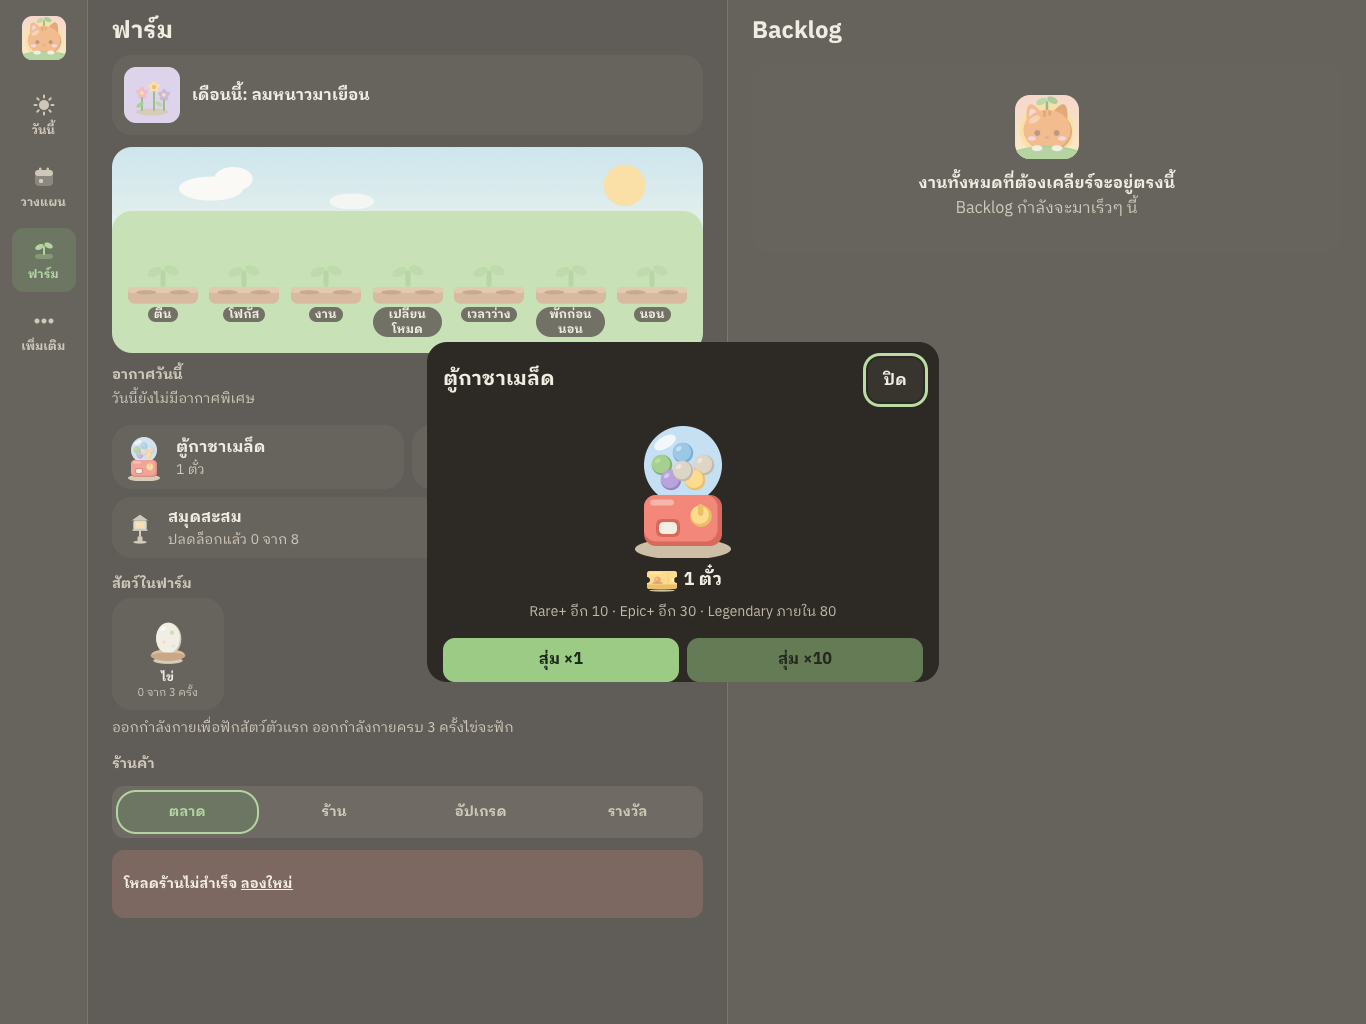 วันนี้
วางแผน
ฟาร์ม
เพิ่มเติม
ฟาร์ม
เดือนนี้: ลมหนาวมาเยือน
ตื่น
โฟกัส
งาน
เปลี่ยน
โหมด
เวลาว่าง
พักก่อน
นอน
นอน
อากาศวันนี้
วันนี้ยังไม่มีอากาศพิเศษ
ตู้กาชาเมล็ด
1 ตั๋ว
สมุดสะสม
ปลดล็อกแล้ว 0 จาก 8
สัตว์ในฟาร์ม
ไข่
0 จาก 3 ครั้ง
ออกกำลังกายเพื่อฟักสัตว์ตัวแรก ออกกำลังกายครบ 3 ครั้งไข่จะฟัก
ร้านค้า
ตลาด
ร้าน
อัปเกรด
รางวัล
โหลดร้านไม่สำเร็จ ลองใหม่
Backlog
งานทั้งหมดที่ต้องเคลียร์จะอยู่ตรงนี้
Backlog กำลังจะมาเร็วๆ นี้
ตู้กาชาเมล็ด
ปิด
1 ตั๋ว
Rare+ อีก 10 · Epic+ อีก 30 · Legendary ภายใน 80
สุ่ม ×1
สุ่ม ×10